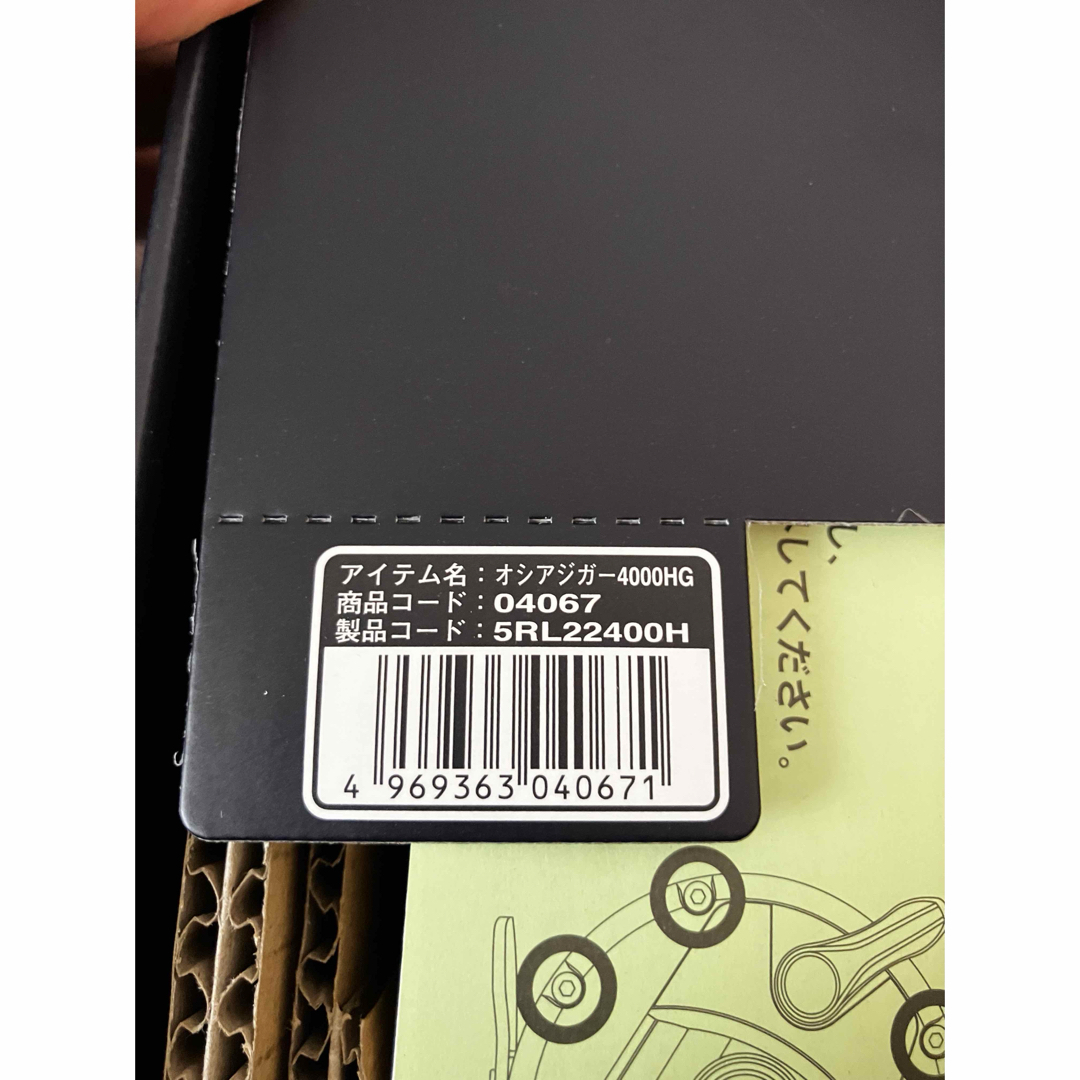 アイテム名：オシアジガー4000HG
商品コード：04067
製品コード：5RL22400H
4 969363 040671
し、
してください。